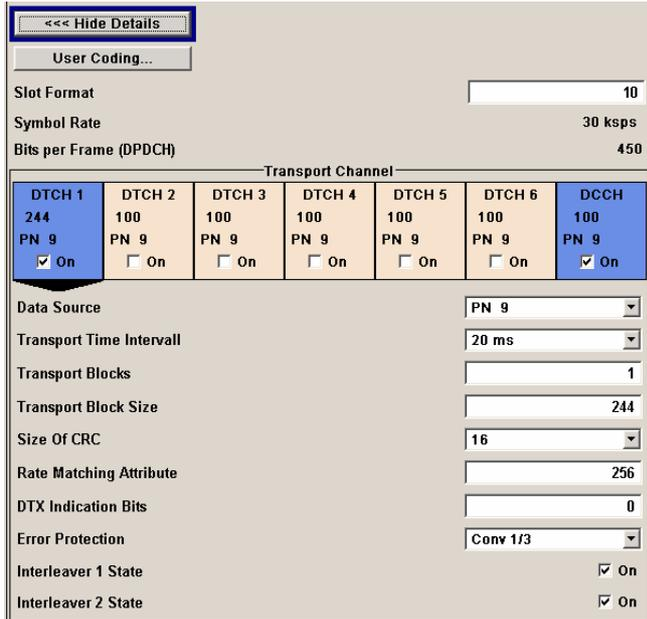 <<< Hide Details
User Coding...
Slot Format 10
Symbol Rate 30 ksps
Bits per Frame (DPDCH) 450
Transport Channel
DTCH 1 DTCH 2 DTCH 3 DTCH 4 DTCH 5 DTCH 6 DCCH
244 100 100 100 100 100 100
PN 9 PN 9 PN 9 PN 9 PN 9 PN 9 PN 9
On On On On On On On
Data Source PN 9
Transport Time Intervall 20 ms
Transport Blocks 1
Transport Block Size 244
Size Of CRC 16
Rate Matching Attribute 256
DTX Indication Bits 0
Error Protection Conv 1/3
Interleaver 1 State On
Interleaver 2 State On